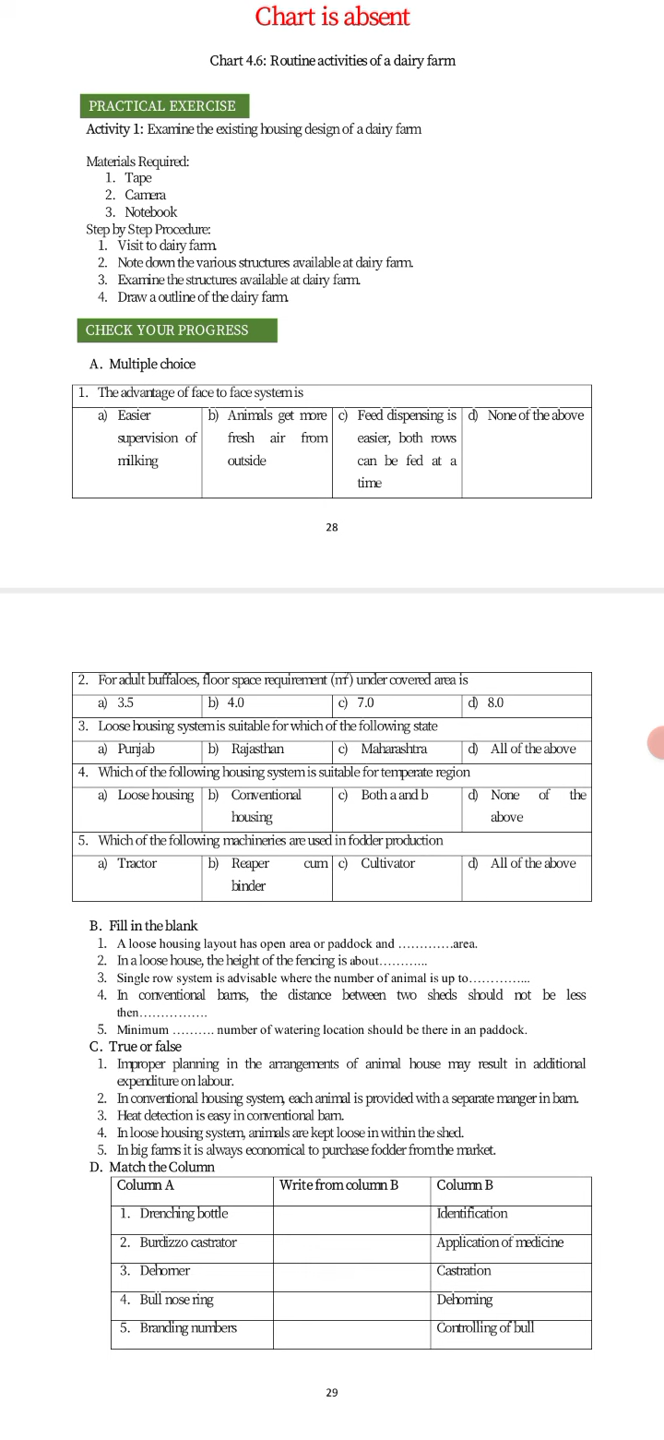 Chart is absent
Chart 4.6: Routine activities of a dairy farm
PRACTICAL EXERCISE
Activity 1: Examine the existing housing design of a dairy farm
Materials Required:
1. Tape
2. Camera
3. Notebook
Step by Step Procedure:
1. Visit to dairy farm.
2. Note down the various structures available at dairy farm.
3. Examine the structures available at dairy farm.
4. Draw a outline of the dairy farm.
CHECK YOUR PROGRESS
A. Multiple choice
1. The advantage of face to face system is
a) Easier supervision of milking
b) Animals get more fresh air from outside
c) Feed dispensing is easier, both rows can be fed at a time
d) None of the above
28
2. For adult buffaloes, floor space requirement (m²) under covered area is
a) 3.5 b) 4.0 c) 7.0 d) 8.0
3. Loose housing system is suitable for which of the following state
a) Punjab b) Rajasthan c) Maharashtra d) All of the above
4. Which of the following housing system is suitable for temperate region
a) Loose housing b) Conventional housing c) Both a and b d) None of the above
5. Which of the following machineries are used in fodder production
a) Tractor b) Reaper cum binder c) Cultivator d) All of the above
B. Fill in the blank
1. A loose housing layout has open area or paddock and ………….area.
2. In a loose house, the height of the fencing is about………...
3. Single row system is advisable where the number of animal is up to…………...
4. In conventional barns, the distance between two sheds should not be less
then…………….
5. Minimum ………. number of watering location should be there in an paddock.
C. True or false
1. Improper planning in the arrangements of animal house may result in additional
expenditure on labour.
2. In conventional housing system, each animal is provided with a separate manger in barn.
3. Heat detection is easy in conventional barn.
4. In loose housing system, animals are kept loose in within the shed.
5. In big farms it is always economical to purchase fodder from the market.
D. Match the Column
Column A Write from column B Column B
1. Drenching bottle Identification
2. Burdizzo castrator Application of medicine
3. Dehorner Castration
4. Bull nose ring Dehorning
5. Branding numbers Controlling of bull
29